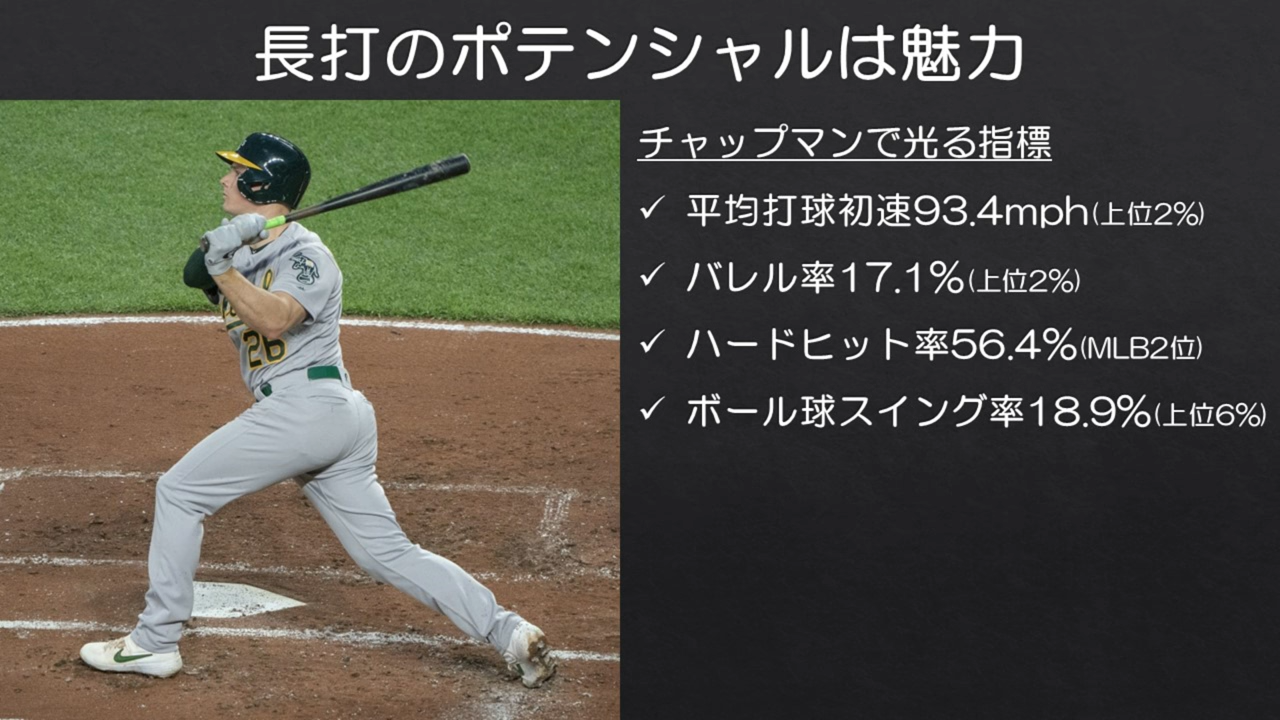 長打のポテンシャルは魅力
チャップマンで光る指標
✓ 平均打球初速93.4mph(上位2%)
✓ バレル率17.1%(上位2%)
✓ ハードヒット率56.4%(MLB2位)
✓ ボール球スイング率18.9%(上位6%)
26